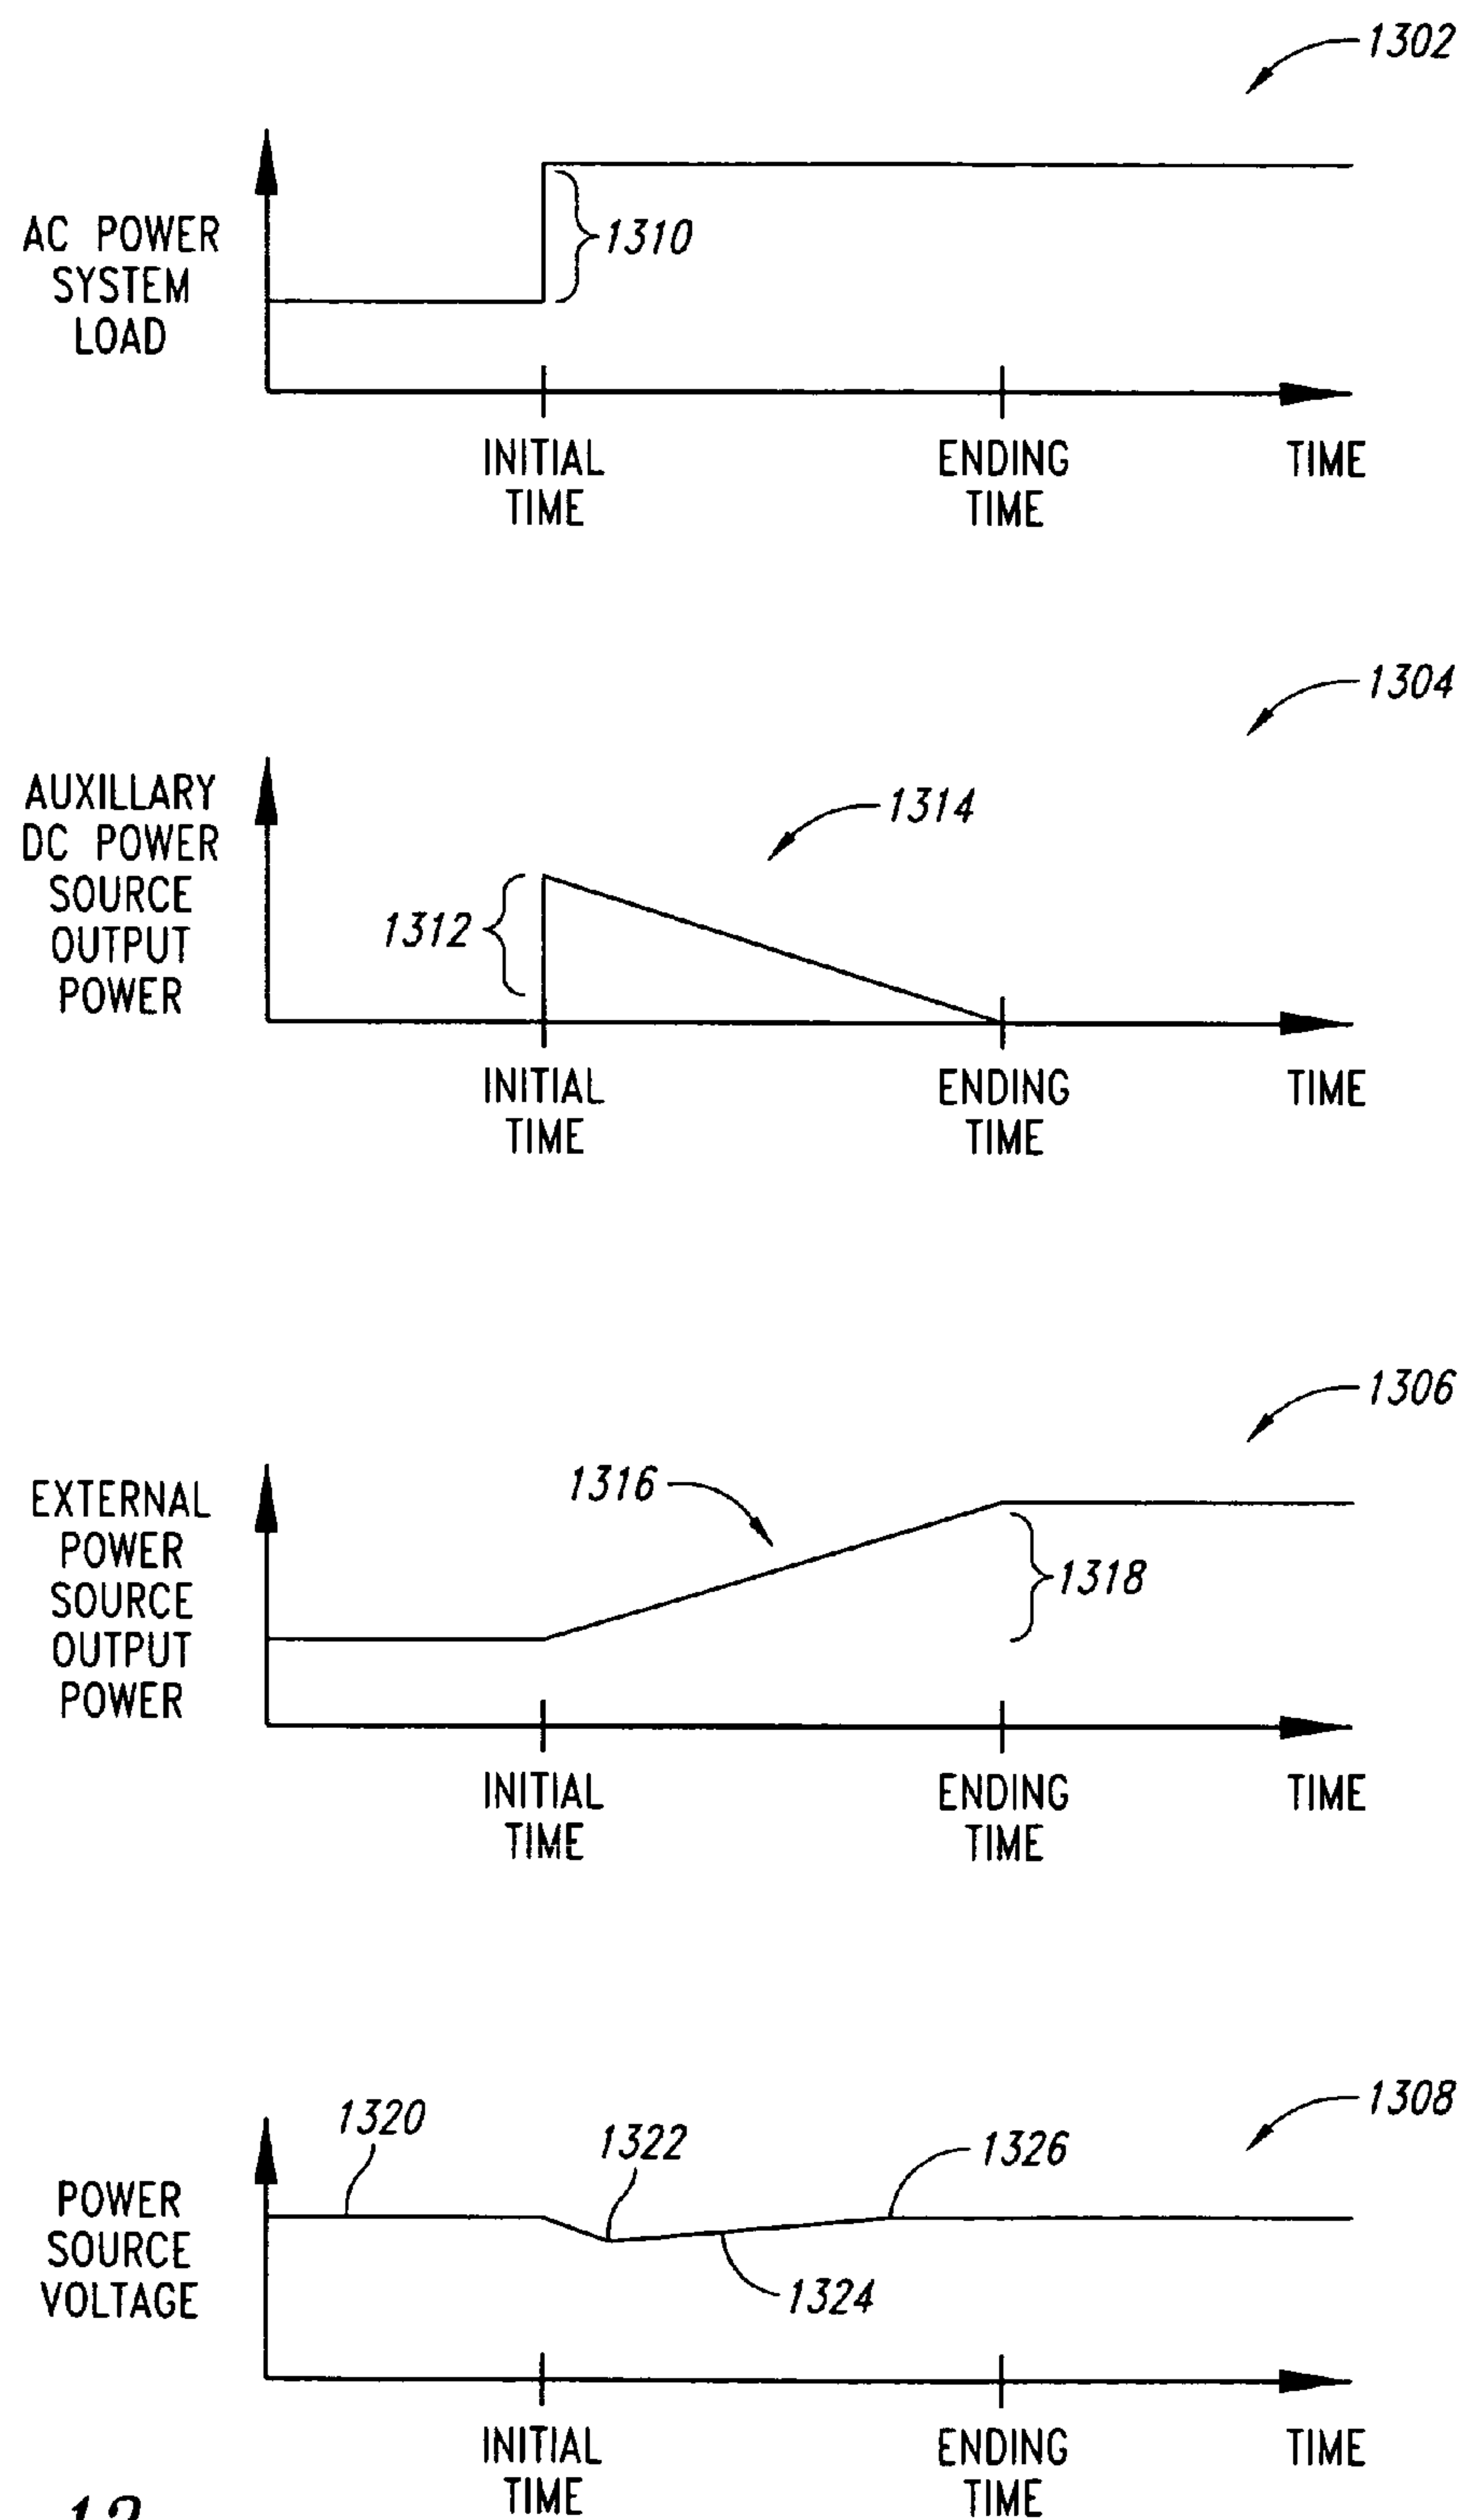 1302
AC POWER
SYSTEM
LOAD
1310
INITIAL
TIME
ENDING
TIME
TIME
1304
AUXILLARY
DC POWER
SOURCE
OUTPUT
POWER
1314
1312
INITIAL
TIME
ENDING
TIME
TIME
1306
EXTERNAL
POWER
SOURCE
OUTPUT
POWER
1316
1318
INITIAL
TIME
ENDING
TIME
TIME
1308
POWER
SOURCE
VOLTAGE
1320
1322
1326
1324
INITIAL
TIME
ENDING
TIME
TIME